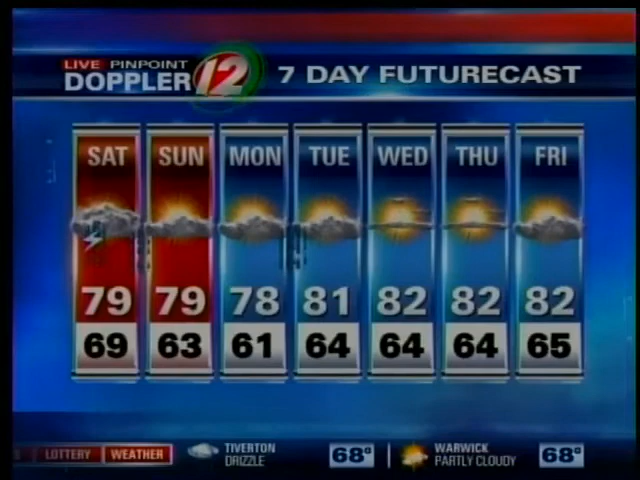 LIVE PINPOINT
DOPPLER 12
7 DAY FUTURECAST
SAT SUN MON TUE WED THU FRI
79 79 78 81 82 82 82
69 63 61 64 64 64 65
S LOTTERY WEATHER
TIVERTON 68° WARWICK 68°
DRIZZLE PARTLY CLOUDY